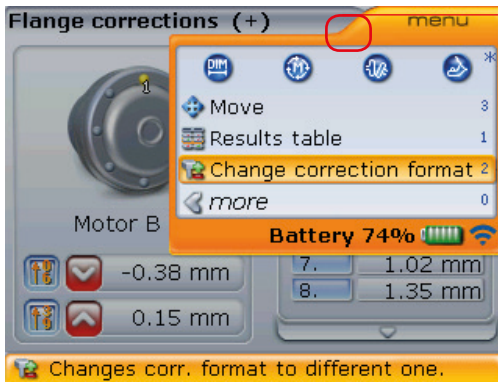 Flange corrections (+)
menu
DIM
M
*
1
Move 3
Results table 1
Change correction format 2
more 0
Battery 74%
Motor B
-0.38 mm
7. 1.02 mm
0.15 mm
8. 1.35 mm
Changes corr. format to different one.